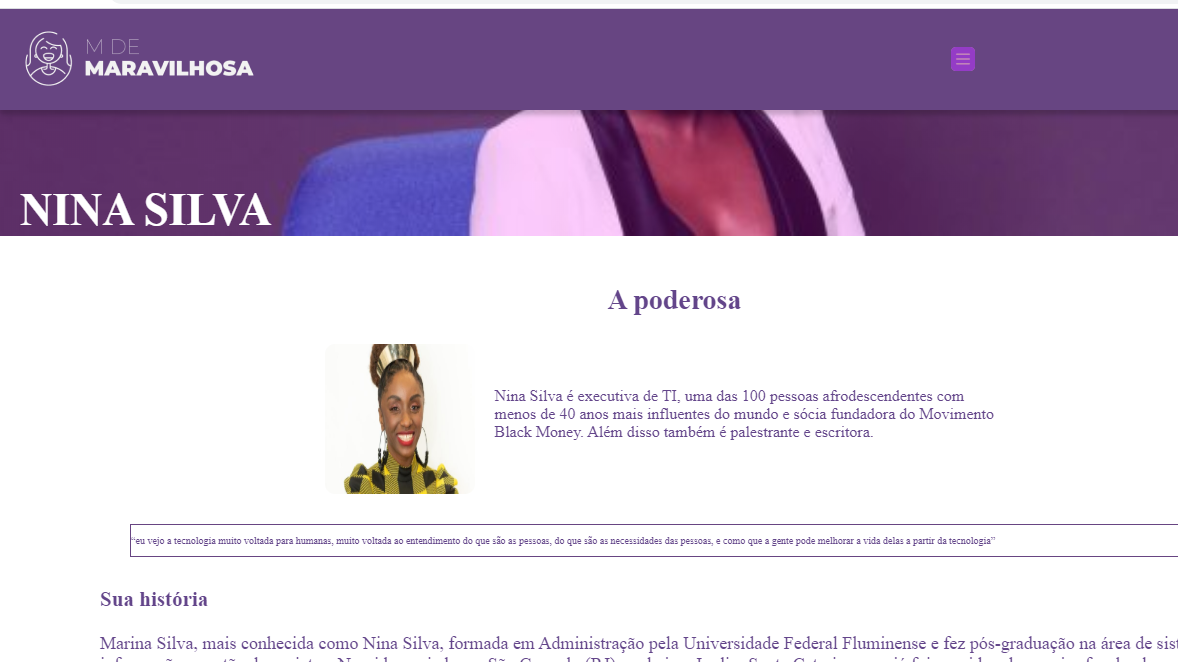 M DE
MARAVILHOSA
NINA SILVA
A poderosa
Nina Silva é executiva de TI, uma das 100 pessoas afrodescendentes com
menos de 40 anos mais influentes do mundo e sócia fundadora do Movimento
Black Money. Além disso também é palestrante e escritora.
“eu vejo a tecnologia muito voltada para humanas, muito voltada ao entendimento do que são as pessoas, do que são as necessidades das pessoas, e como que a gente pode melhorar a vida delas a partir da tecnologia”
Sua história
Marina Silva, mais conhecida como Nina Silva, formada em Administração pela Universidade Federal Fluminense e fez pós-graduação na área de